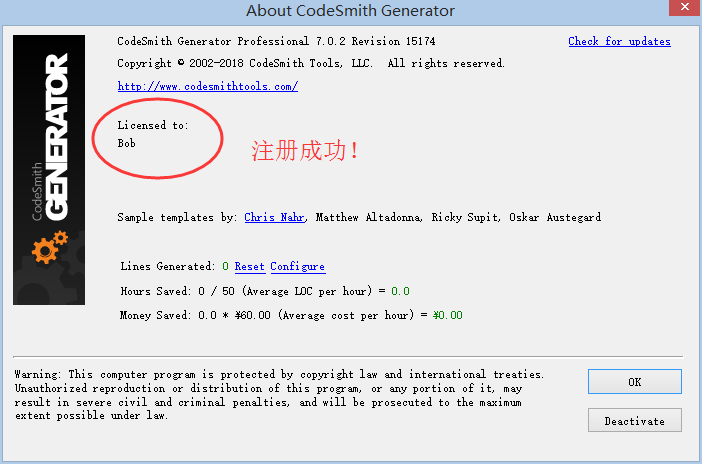 About CodeSmith Generator
CodeSmith GENERATOR
CodeSmith Generator Professional 7.0.2 Revision 15174
Check for updates
Copyright © 2002-2018 CodeSmith Tools, LLC.  All rights reserved.
http://www.codesmithtools.com/
Licensed to:
Bob
注册成功！
Sample templates by: Chris Nahr, Matthew Altadonna, Ricky Supit, Oskar Austegard
Lines Generated: 0 Reset Configure
Hours Saved: 0 / 50 (Average LOC per hour) = 0.0
Money Saved: 0.0 * ¥60.00 (Average cost per hour) = ¥0.00
Warning: This computer program is protected by copyright law and international treaties.
Unauthorized reproduction or distribution of this program, or any portion of it, may
result in severe civil and criminal penalties, and will be prosecuted to the maximum
extent possible under law.
OK
Deactivate